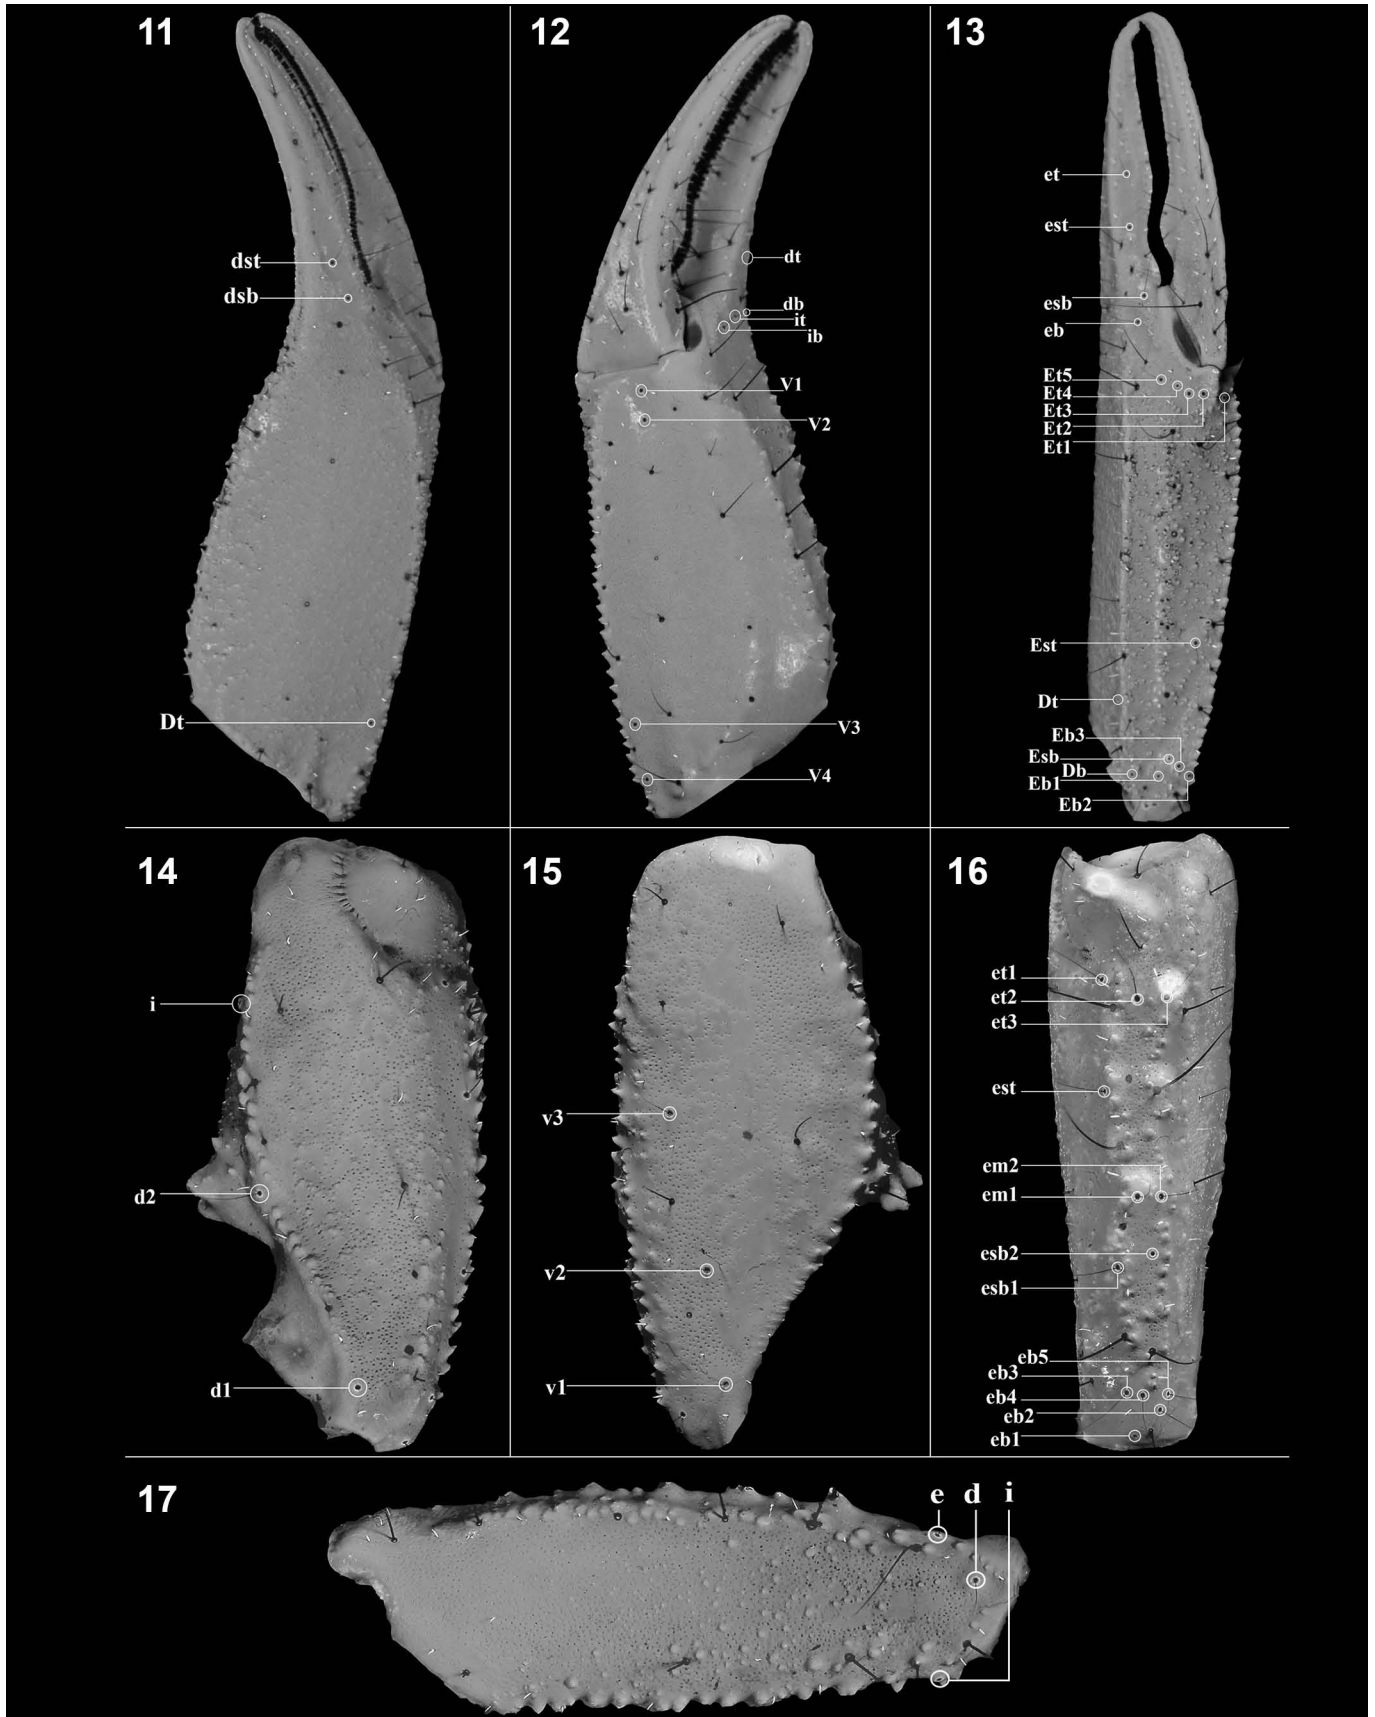 11
dst
dsb
Dt
12
dt
db
it
ib
V1
V2
V3
V4
13
et
est
esb
eb
Et5
Et4
Et3
Et2
Et1
Est
Dt
Eb3
Esb
Db
Eb1
Eb2
14
i
d2
d1
15
v3
v2
v1
16
et1
et2
et3
est
em2
em1
esb2
esb1
eb5
eb3
eb4
eb2
eb1
17
e d i